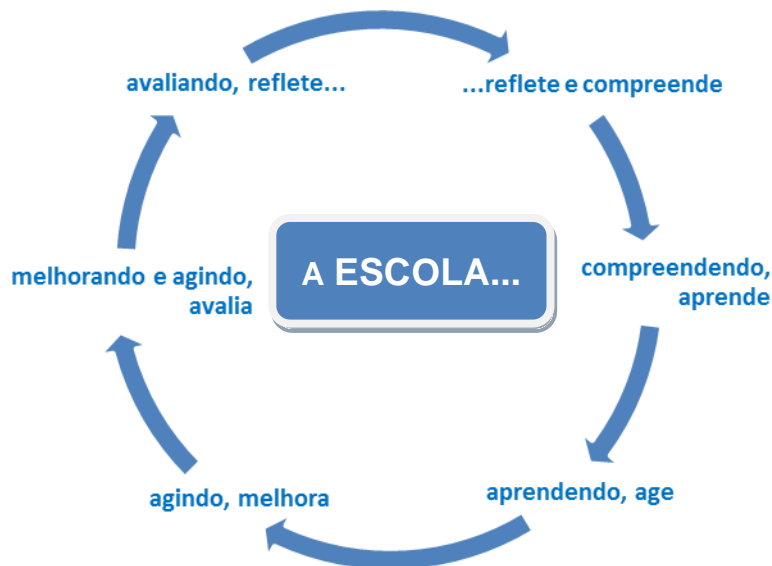 avaliando, reflete...
...reflete e compreende
A ESCOLA...
compreendendo,
aprende
melhorando e agindo,
avalia
aprendendo, age
agindo, melhora